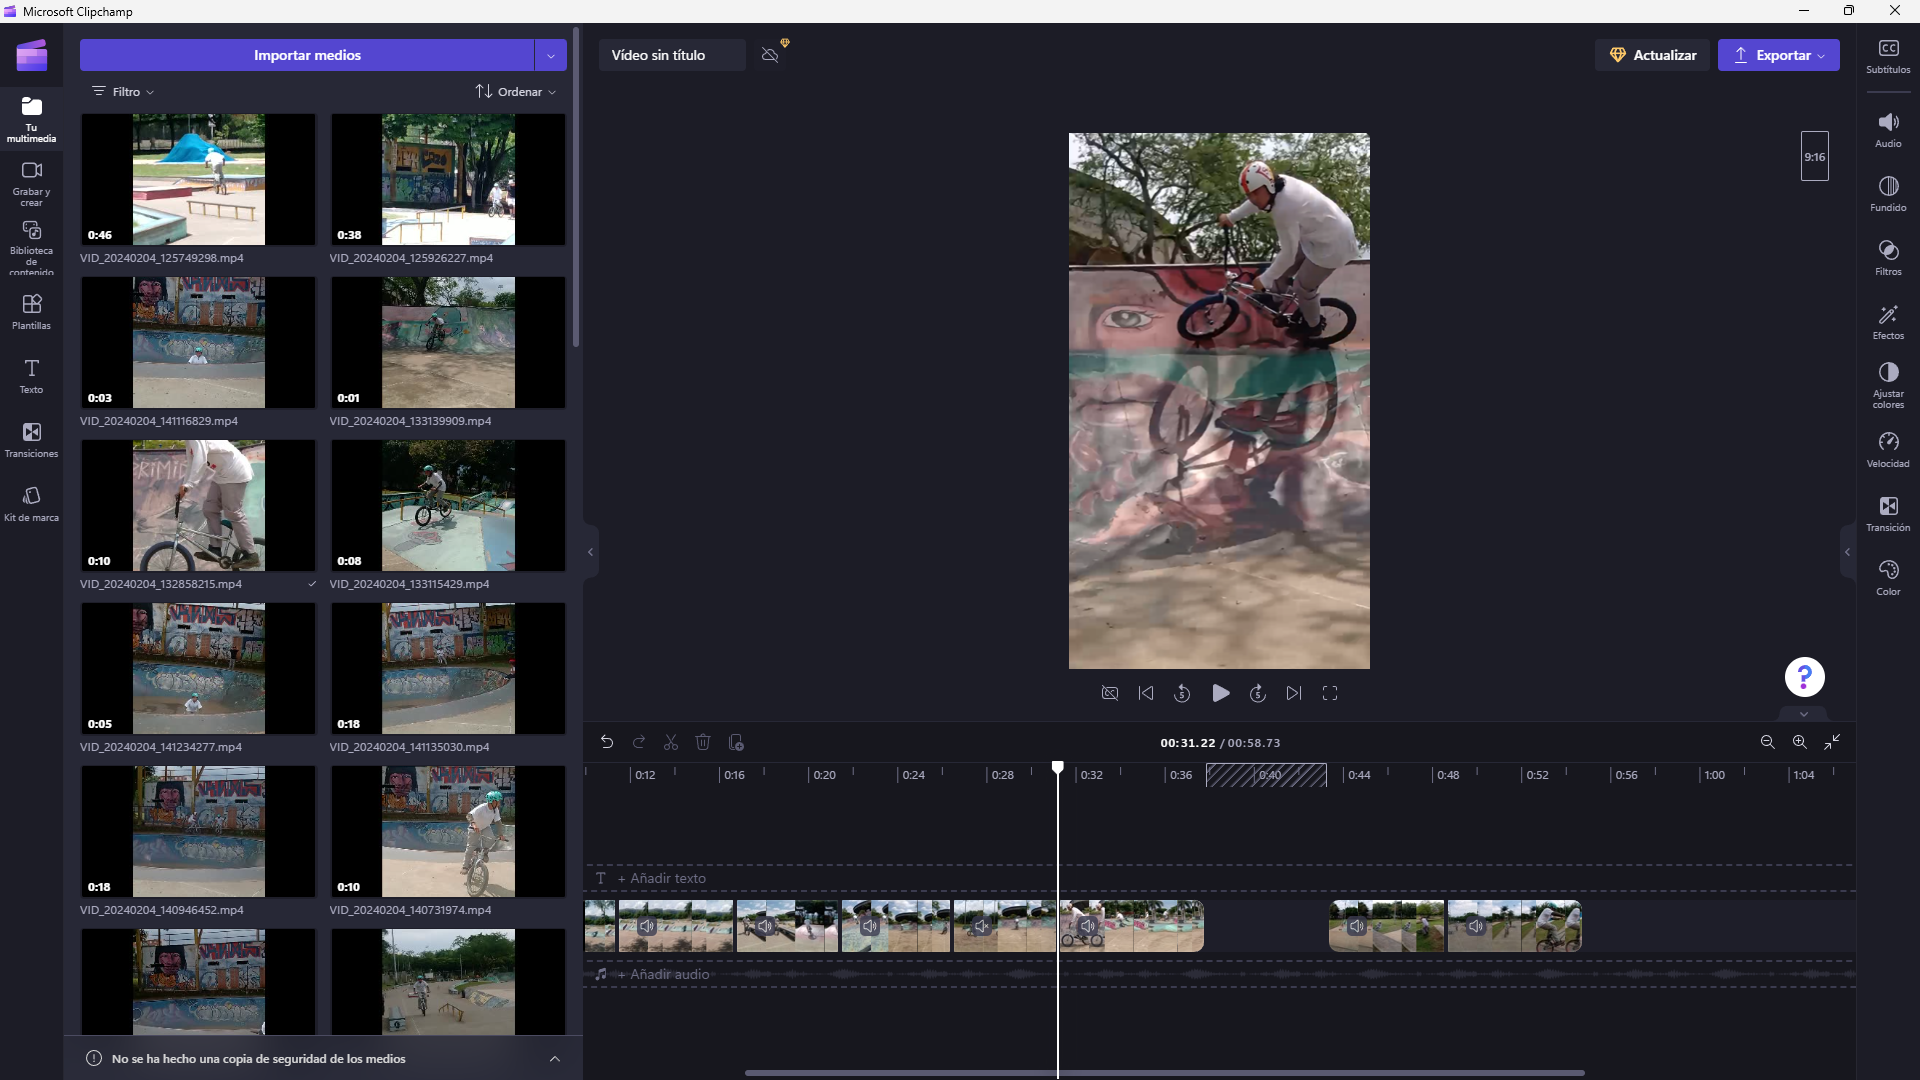 Microsoft Clipchamp
Importar medios
Vídeo sin título
Actualizar
Exportar
Subtítulos
Filtro
Ordenar
Tu
multimedia
Grabar y
crear
Biblioteca
de
contenido
Plantillas
Texto
Transiciones
Kit de marca
0:46
0:38
VID_20240204_125749298.mp4
VID_20240204_125926227.mp4
0:03
0:01
VID_20240204_141116829.mp4
VID_20240204_133139909.mp4
0:10
0:08
VID_20240204_132858215.mp4
VID_20240204_133115429.mp4
0:05
0:18
VID_20240204_141234277.mp4
VID_20240204_141135030.mp4
0:18
0:10
VID_20240204_140946452.mp4
VID_20240204_140731974.mp4
No se ha hecho una copia de seguridad de los medios
9:16
Audio
Fundido
Filtros
Efectos
Ajustar
colores
Velocidad
Transición
Color
5
5
?
00:31.22 / 00:58.73
0:12 0:16 0:20 0:24 0:28 0:32 0:36 0:40 0:44 0:48 0:52 0:56 1:00 1:04
T + Añadir texto
+ Añadir audio